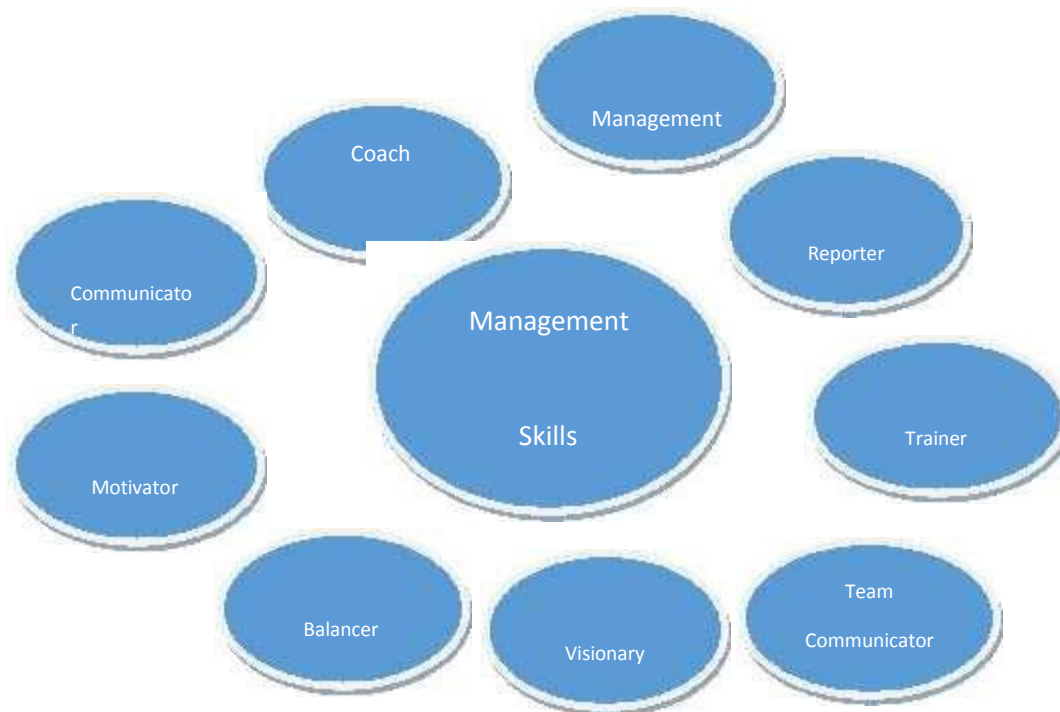 Management
Coach
Reporter
Communicato
r
Management
Skills
Trainer
Motivator
Team
Communicator
Balancer
Visionary